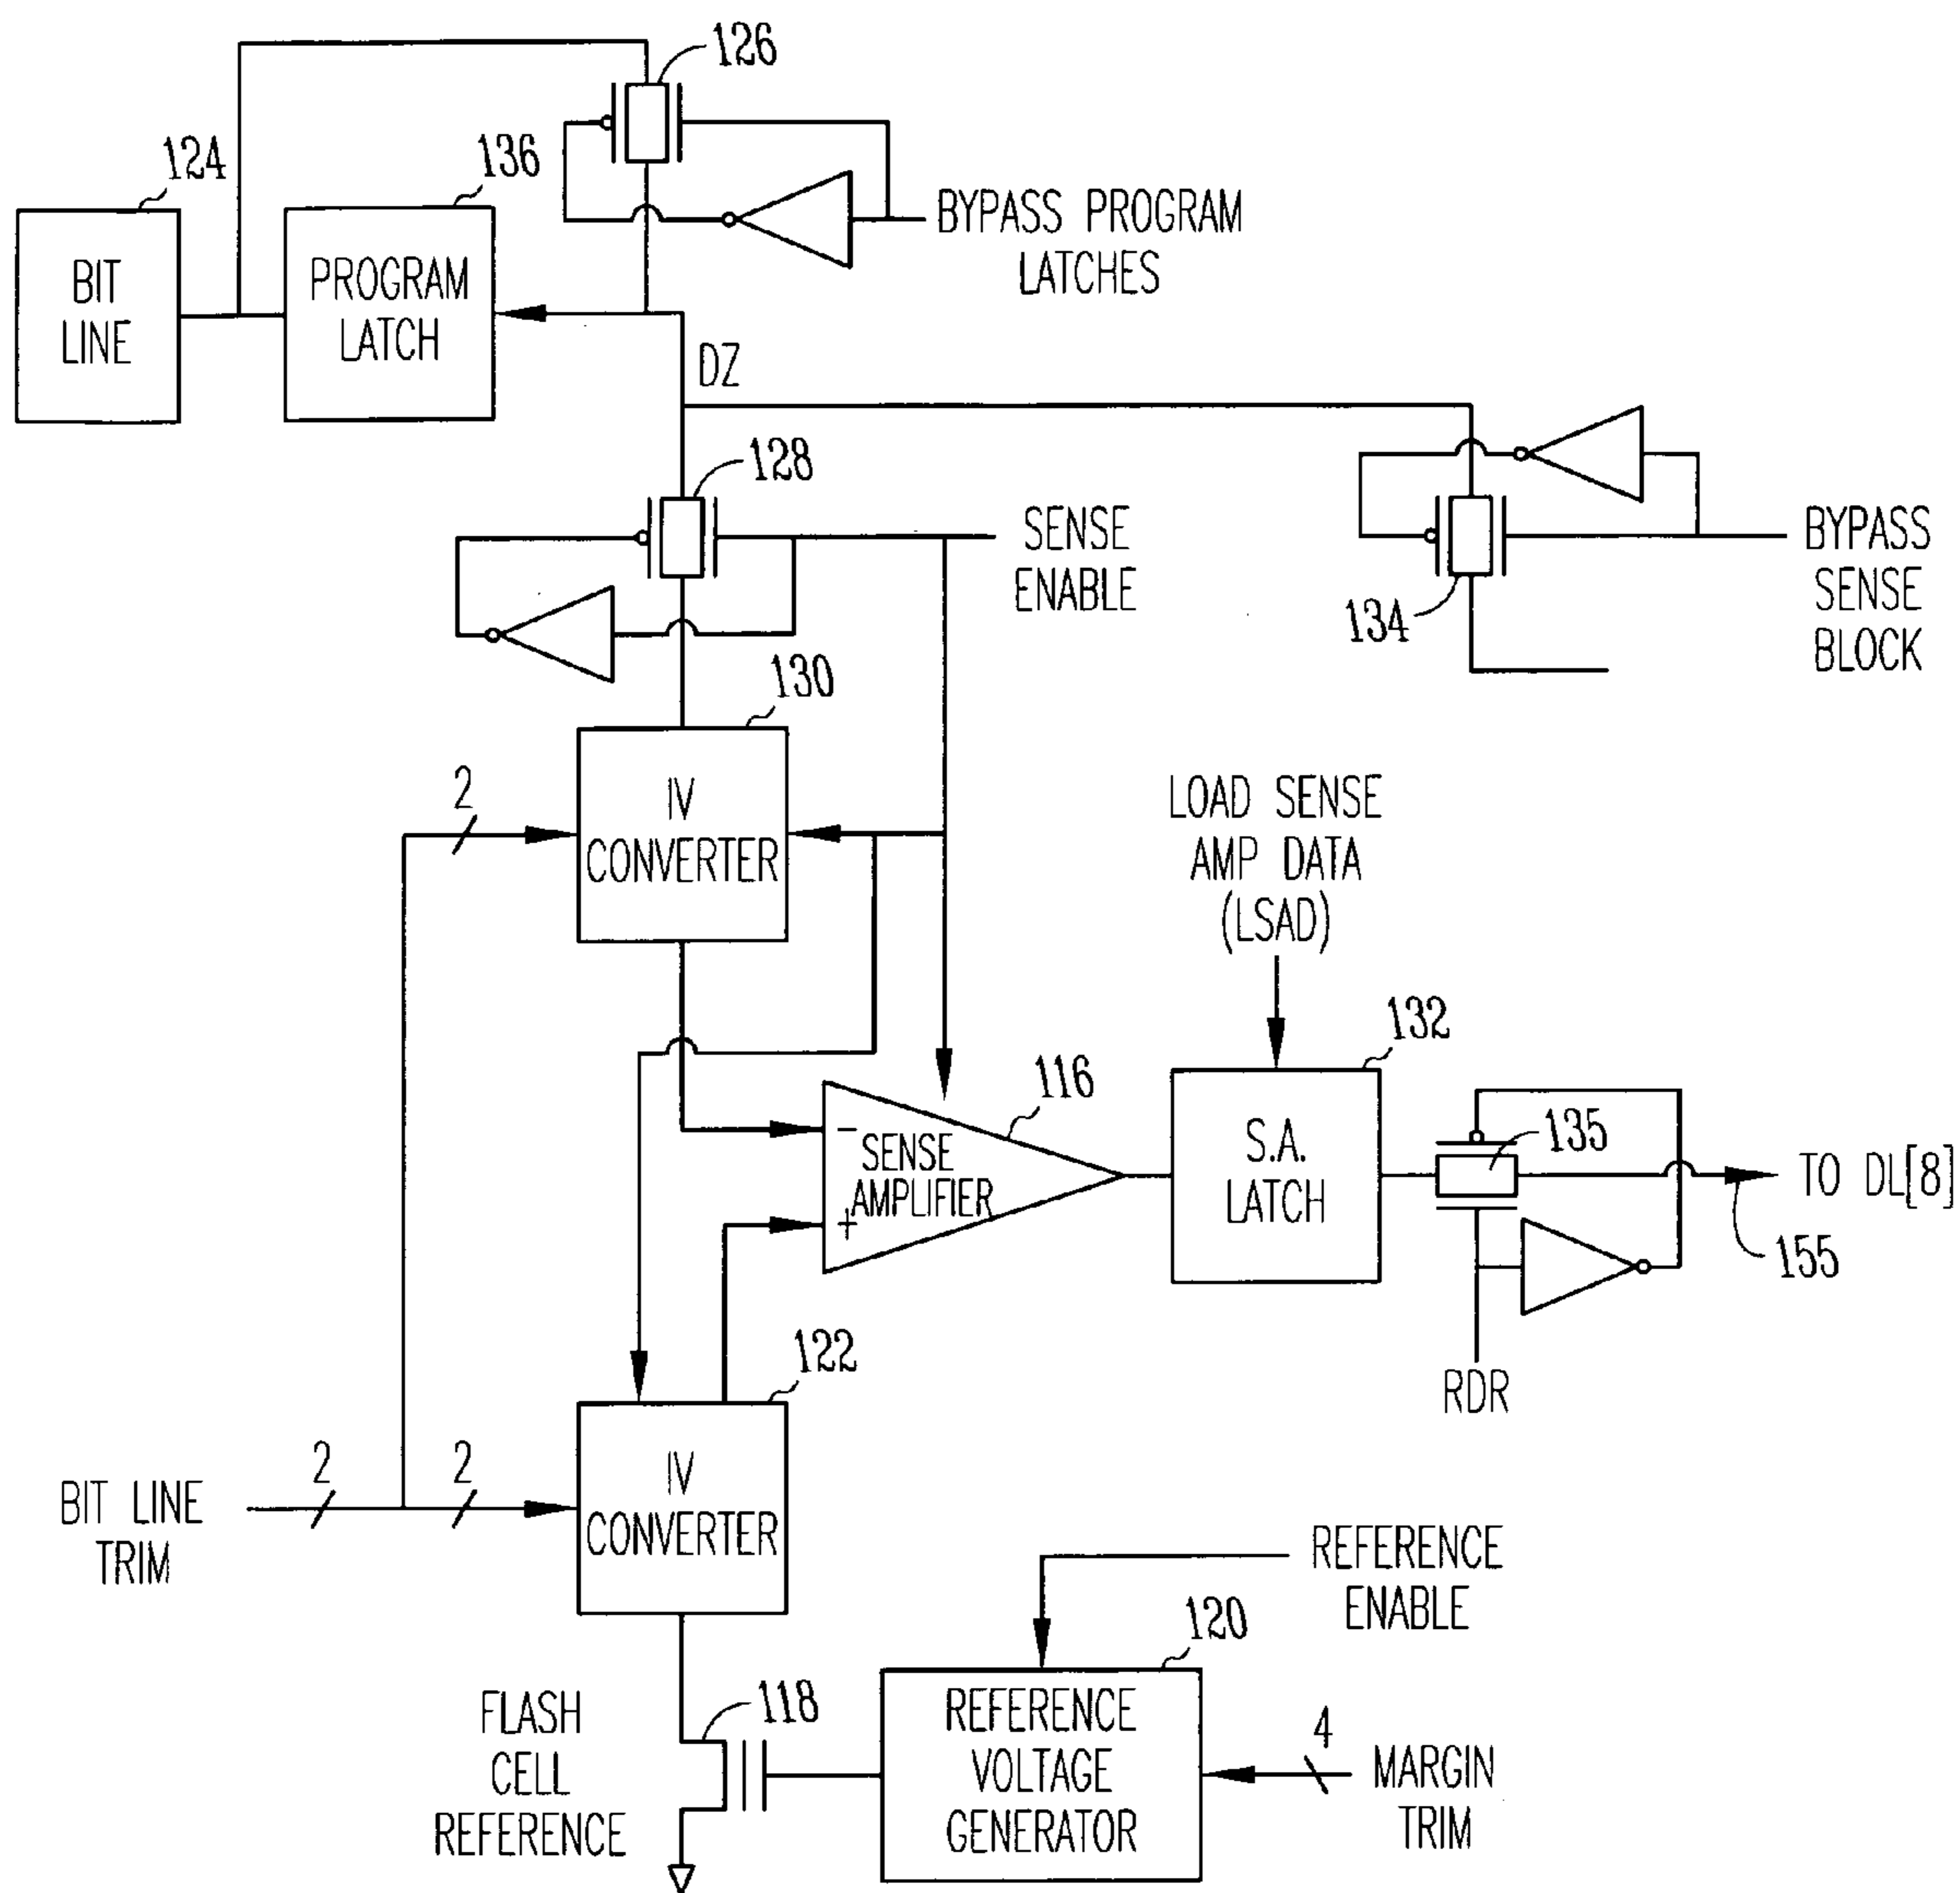 126
124
136
BIT
LINE
PROGRAM
LATCH
BYPASS PROGRAM
LATCHES
DZ
128
SENSE
ENABLE
134
BYPASS
SENSE
BLOCK
130
2
IV
CONVERTER
LOAD SENSE
AMP DATA
(LSAD)
132
116
-
SENSE
AMPLIFIER
+
S.A.
LATCH
135
TO DL[8]
155
RDR
122
BIT LINE
TRIM
2
2
IV
CONVERTER
REFERENCE
ENABLE
120
FLASH
CELL
REFERENCE
118
REFERENCE
VOLTAGE
GENERATOR
4
MARGIN
TRIM